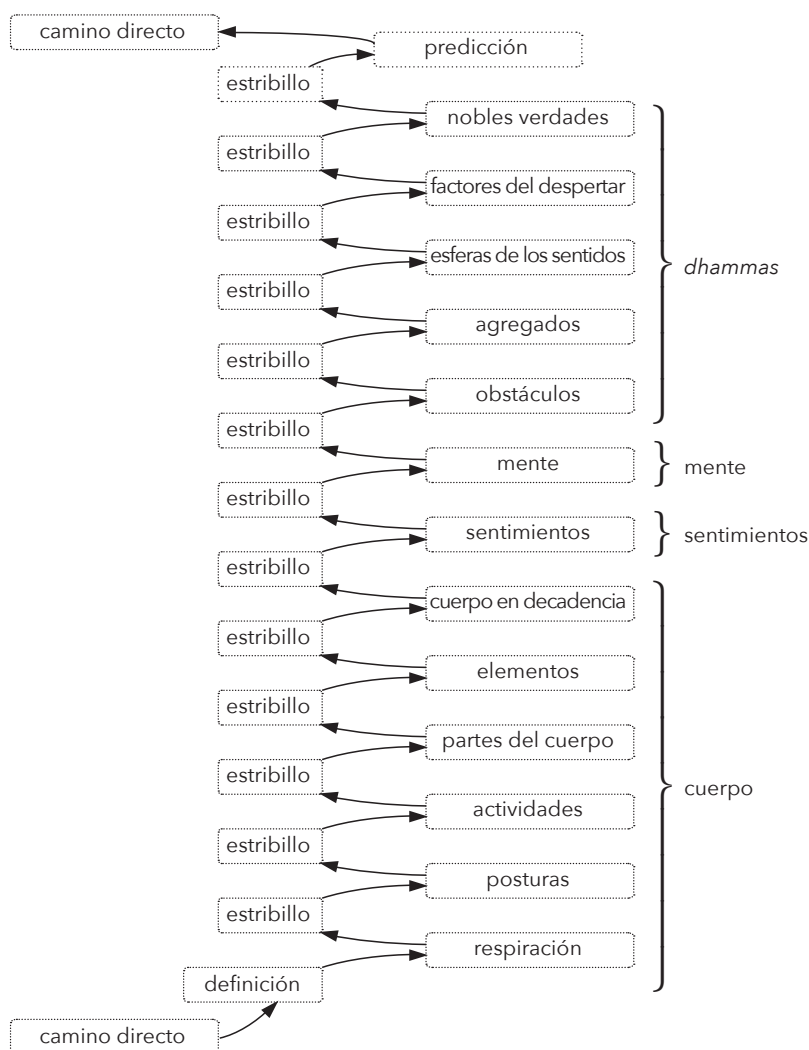 camino directo
predicción
estribillo
nobles verdades
estribillo
factores del despertar
estribillo
esferas de los sentidos
dhammas
estribillo
agregados
estribillo
obstáculos
estribillo
mente
mente
estribillo
sentimientos
sentimientos
estribillo
cuerpo en decadencia
estribillo
elementos
estribillo
partes del cuerpo
cuerpo
estribillo
actividades
estribillo
posturas
estribillo
respiración
definición
camino directo